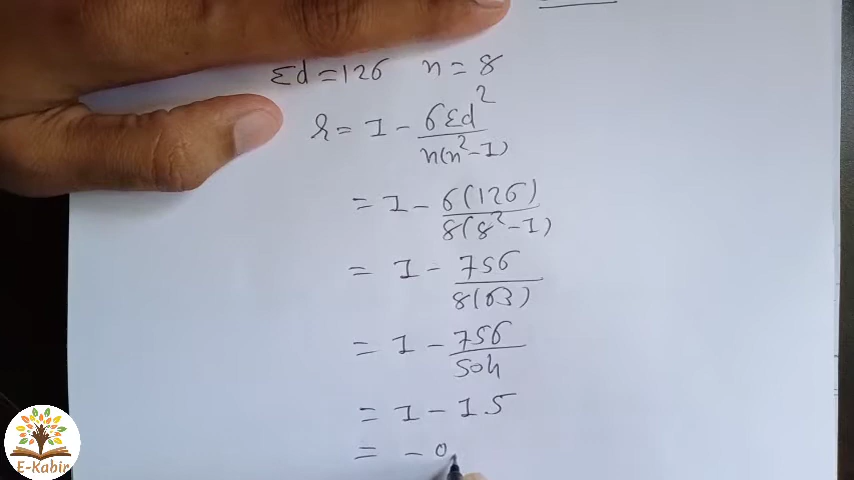 Σd = 126 n = 8
r = 1 - 6Σd² / n(n² - 1)
= 1 - 6(126) / 8(8² - 1)
= 1 - 756 / 8(63)
= 1 - 756 / 504
= 1 - 1.5
= - 0
E-Kabir